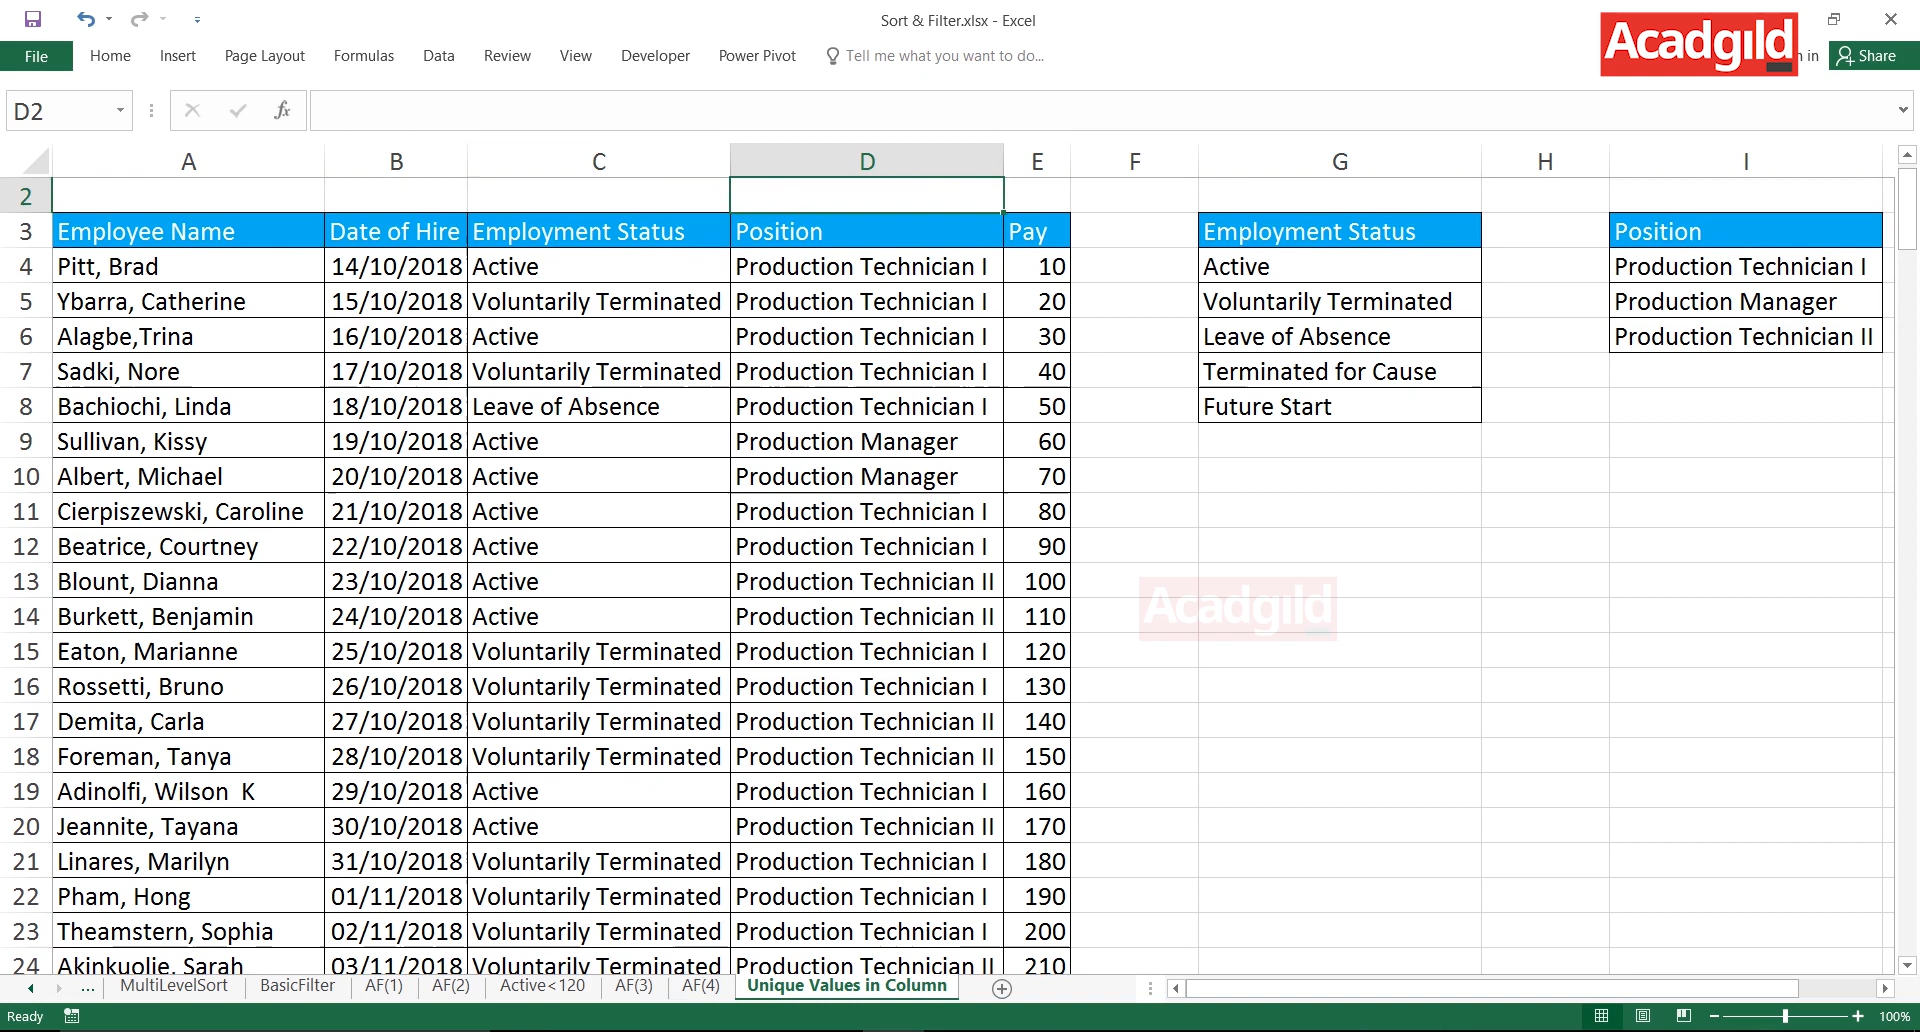 Sort & Filter.xlsx - Excel
Acadgıld
n in
Share
File Home Insert Page Layout Formulas Data Review View Developer Power Pivot Tell me what you want to do...
D2 fx
A B C D E F G H I
2
3 Employee Name Date of Hire Employment Status Position Pay Employment Status Position
4 Pitt, Brad 14/10/2018 Active Production Technician I 10 Active Production Technician I
5 Ybarra, Catherine 15/10/2018 Voluntarily Terminated Production Technician I 20 Voluntarily Terminated Production Manager
6 Alagbe,Trina 16/10/2018 Active Production Technician I 30 Leave of Absence Production Technician II
7 Sadki, Nore 17/10/2018 Voluntarily Terminated Production Technician I 40 Terminated for Cause
8 Bachiochi, Linda 18/10/2018 Leave of Absence Production Technician I 50 Future Start
9 Sullivan, Kissy 19/10/2018 Active Production Manager 60
10 Albert, Michael 20/10/2018 Active Production Manager 70
11 Cierpiszewski, Caroline 21/10/2018 Active Production Technician I 80
12 Beatrice, Courtney 22/10/2018 Active Production Technician I 90
13 Blount, Dianna 23/10/2018 Active Production Technician II 100
14 Burkett, Benjamin 24/10/2018 Active Production Technician II 110
Acadgıld
15 Eaton, Marianne 25/10/2018 Voluntarily Terminated Production Technician I 120
16 Rossetti, Bruno 26/10/2018 Voluntarily Terminated Production Technician I 130
17 Demita, Carla 27/10/2018 Voluntarily Terminated Production Technician II 140
18 Foreman, Tanya 28/10/2018 Voluntarily Terminated Production Technician II 150
19 Adinolfi, Wilson  K 29/10/2018 Active Production Technician I 160
20 Jeannite, Tayana 30/10/2018 Active Production Technician II 170
21 Linares, Marilyn 31/10/2018 Voluntarily Terminated Production Technician I 180
22 Pham, Hong 01/11/2018 Voluntarily Terminated Production Technician I 190
23 Theamstern, Sophia 02/11/2018 Voluntarily Terminated Production Technician I 200
24 Akinkuolie, Sarah 03/11/2018 Voluntarily Terminated Production Technician II 210
... MultiLevelSort BasicFilter AF(1) AF(2) Active<120 AF(3) AF(4) Unique Values in Column
Ready 100%